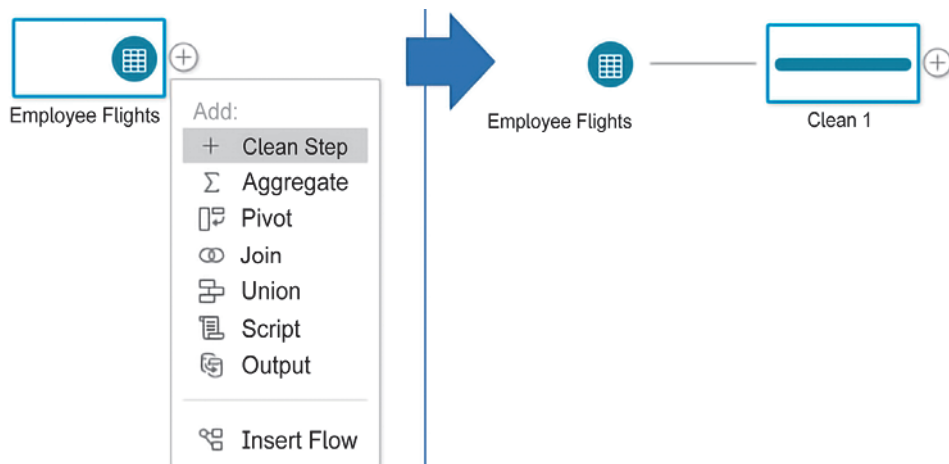 Employee Flights
Add:
Clean Step
Aggregate
Pivot
Join
Union
Script
Output
Insert Flow
Employee Flights
Clean 1